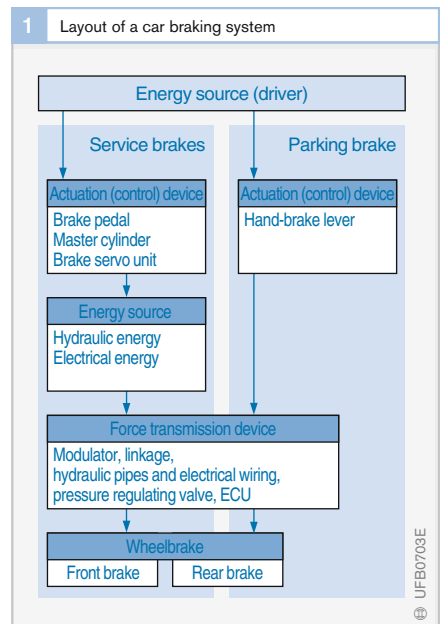 1 Layout of a car braking system
Energy source (driver)
Service brakes
Parking brake
Actuation (control) device
Brake pedal
Master cylinder
Brake servo unit
Actuation (control) device
Hand-brake lever
Energy source
Hydraulic energy
Electrical energy
Force transmission device
Modulator, linkage,
hydraulic pipes and electrical wiring,
pressure regulating valve, ECU
Wheelbrake
Front brake
Rear brake
© UFB0703E